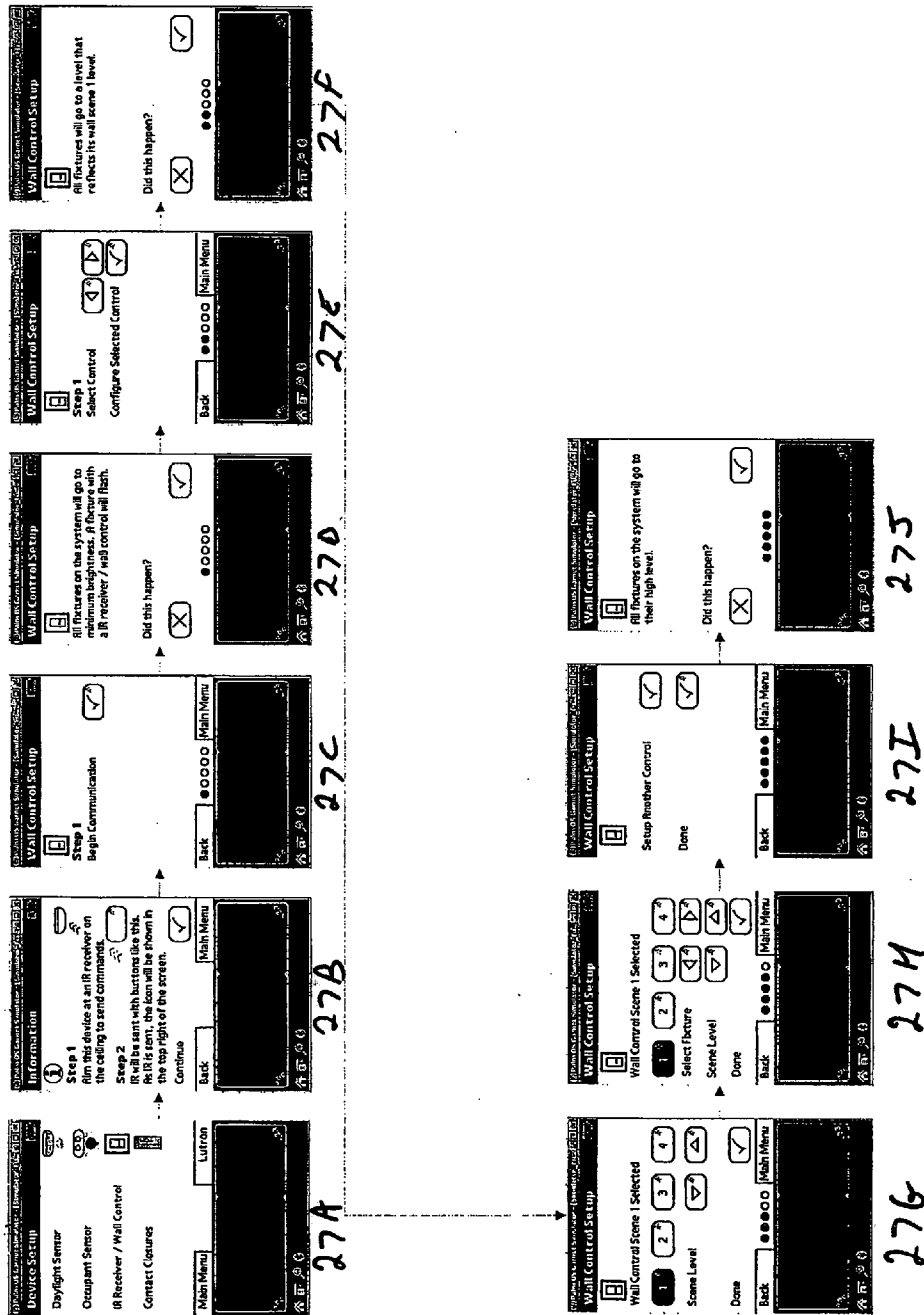 Device Setup
Daylight Sensor
Occupant Sensor
IR Receiver / Wall Control
Contact Closures
Main Menu
Lutron
27A
Information
Step 1
Aim this device at an IR receiver on
the ceiling to send commands.
Step 2
IR will be sent with buttons like this.
As IR is sent, the icon will be shown in
the top right of the screen.
Continue
Back
Main Menu
27B
Wall Control Setup
Step 1
Begin Communication
Back
Main Menu
27C
Wall Control Setup
All fixtures on the system will go to
minimum brightness. A fixture with
a IR receiver / wall control will flash.
Did this happen?
27D
Wall Control Setup
Step 1
Select Control
Configure Selected Control
Back
Main Menu
27E
Wall Control Setup
All fixtures will go to a level that
reflects its wall scene 1 level.
Did this happen?
27F
Wall Control Setup
Wall Control Scene 1 Selected
1 2 3 4
Scene Level
Done
Back
Main Menu
27G
Wall Control Setup
Wall Control Scene 1 Selected
1 2 3 4
Select Fixture
Scene Level
Done
Back
Main Menu
27H
Wall Control Setup
Setup Another Control
Done
Back
Main Menu
27I
Wall Control Setup
All fixtures on the system will go to
their high level.
Did this happen?
27J